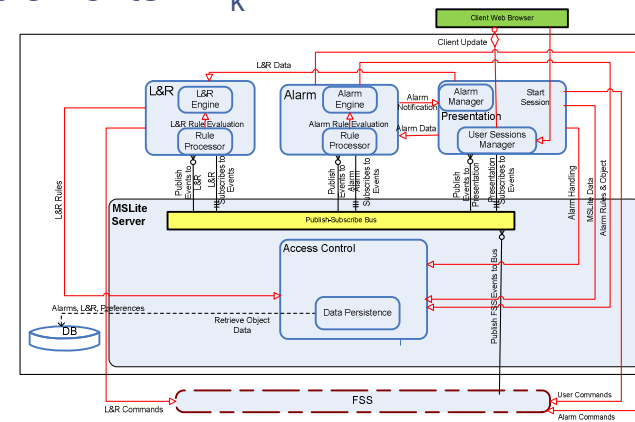 K
Client Web Browser
Client Update
L&R Data
L&R
L&R
Engine
L&R Rule Evaluation
Rule
Processor
Alarm
Alarm
Engine
Alarm Rule Evaluation
Rule
Processor
Alarm
Notification
Alarm Data
Alarm
Manager
Presentation
Start
Session
User Sessions
Manager
Publish
Events to
L&R
L&R
Subscribes to
Events
Publish
Events to
Alarm
Alarm
Subscribes to
Events
Publish
Events to
Presentation
Presentation
Subscribes to
Events
L&R Rules
Alarm Handling
MSLite Data
Alarm Rules & Object
MSLite
Server
Publish-Subscribe Bus
Access Control
Data Persistence
Publish FSS Events to Bus
Alarms, L&R, Preferences
DB
Retrieve Object
Data
FSS
L&R Commands
User Commands
Alarm Commands